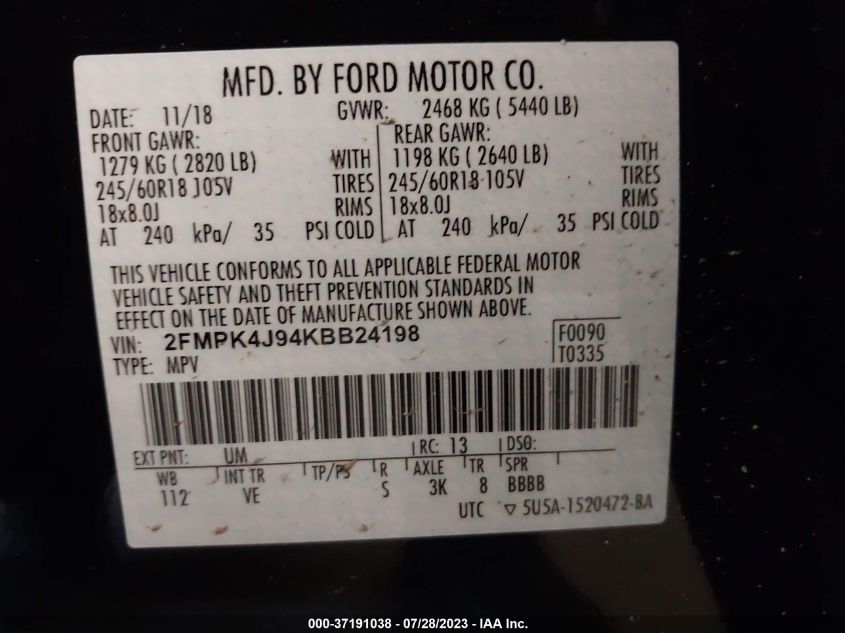 MFD. BY FORD MOTOR CO.
DATE: 11/18 GVWR: 2468 KG ( 5440 LB)
FRONT GAWR: REAR GAWR:
1279 KG ( 2820 LB) WITH 1198 KG ( 2640 LB) WITH
245/60R18 105V TIRES 245/60R18 105V TIRES
18x8.0J RIMS 18x8.0J RIMS
AT 240 kPa/ 35 PSI COLD AT 240 kPa/ 35 PSI COLD
THIS VEHICLE CONFORMS TO ALL APPLICABLE FEDERAL MOTOR
VEHICLE SAFETY AND THEFT PREVENTION STANDARDS IN
EFFECT ON THE DATE OF MANUFACTURE SHOWN ABOVE.
VIN: 2FMPK4J94KBB24198 F0090
TYPE: MPV T0335
EXT PNT: UM RC: 13 DSO:
WB INT TR TP/PS R AXLE TR SPR
112 VE S 3K 8 BBBB
UTC ▽ 5U5A-1520472-BA
000-37191038 - 07/28/2023 - IAA Inc.